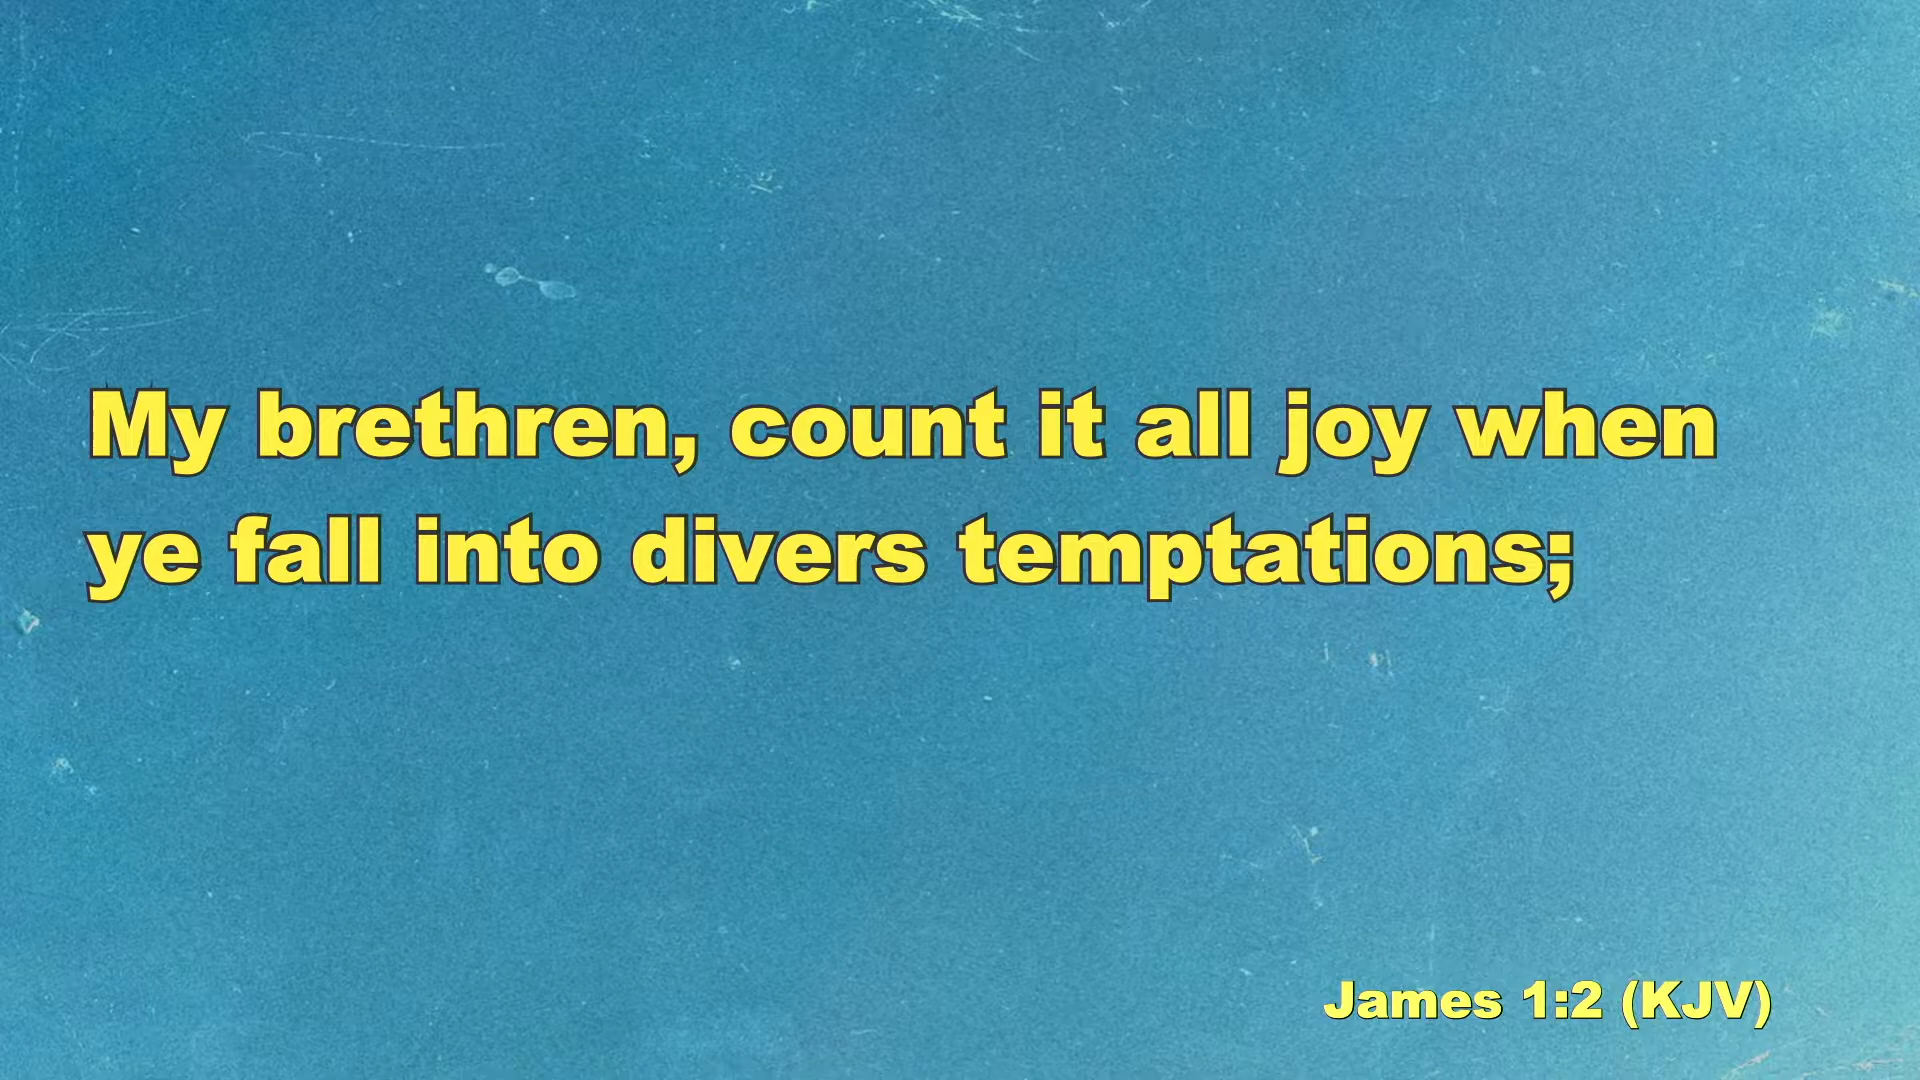 My brethren, count it all joy when
ye fall into divers temptations;
James 1:2 (KJV)